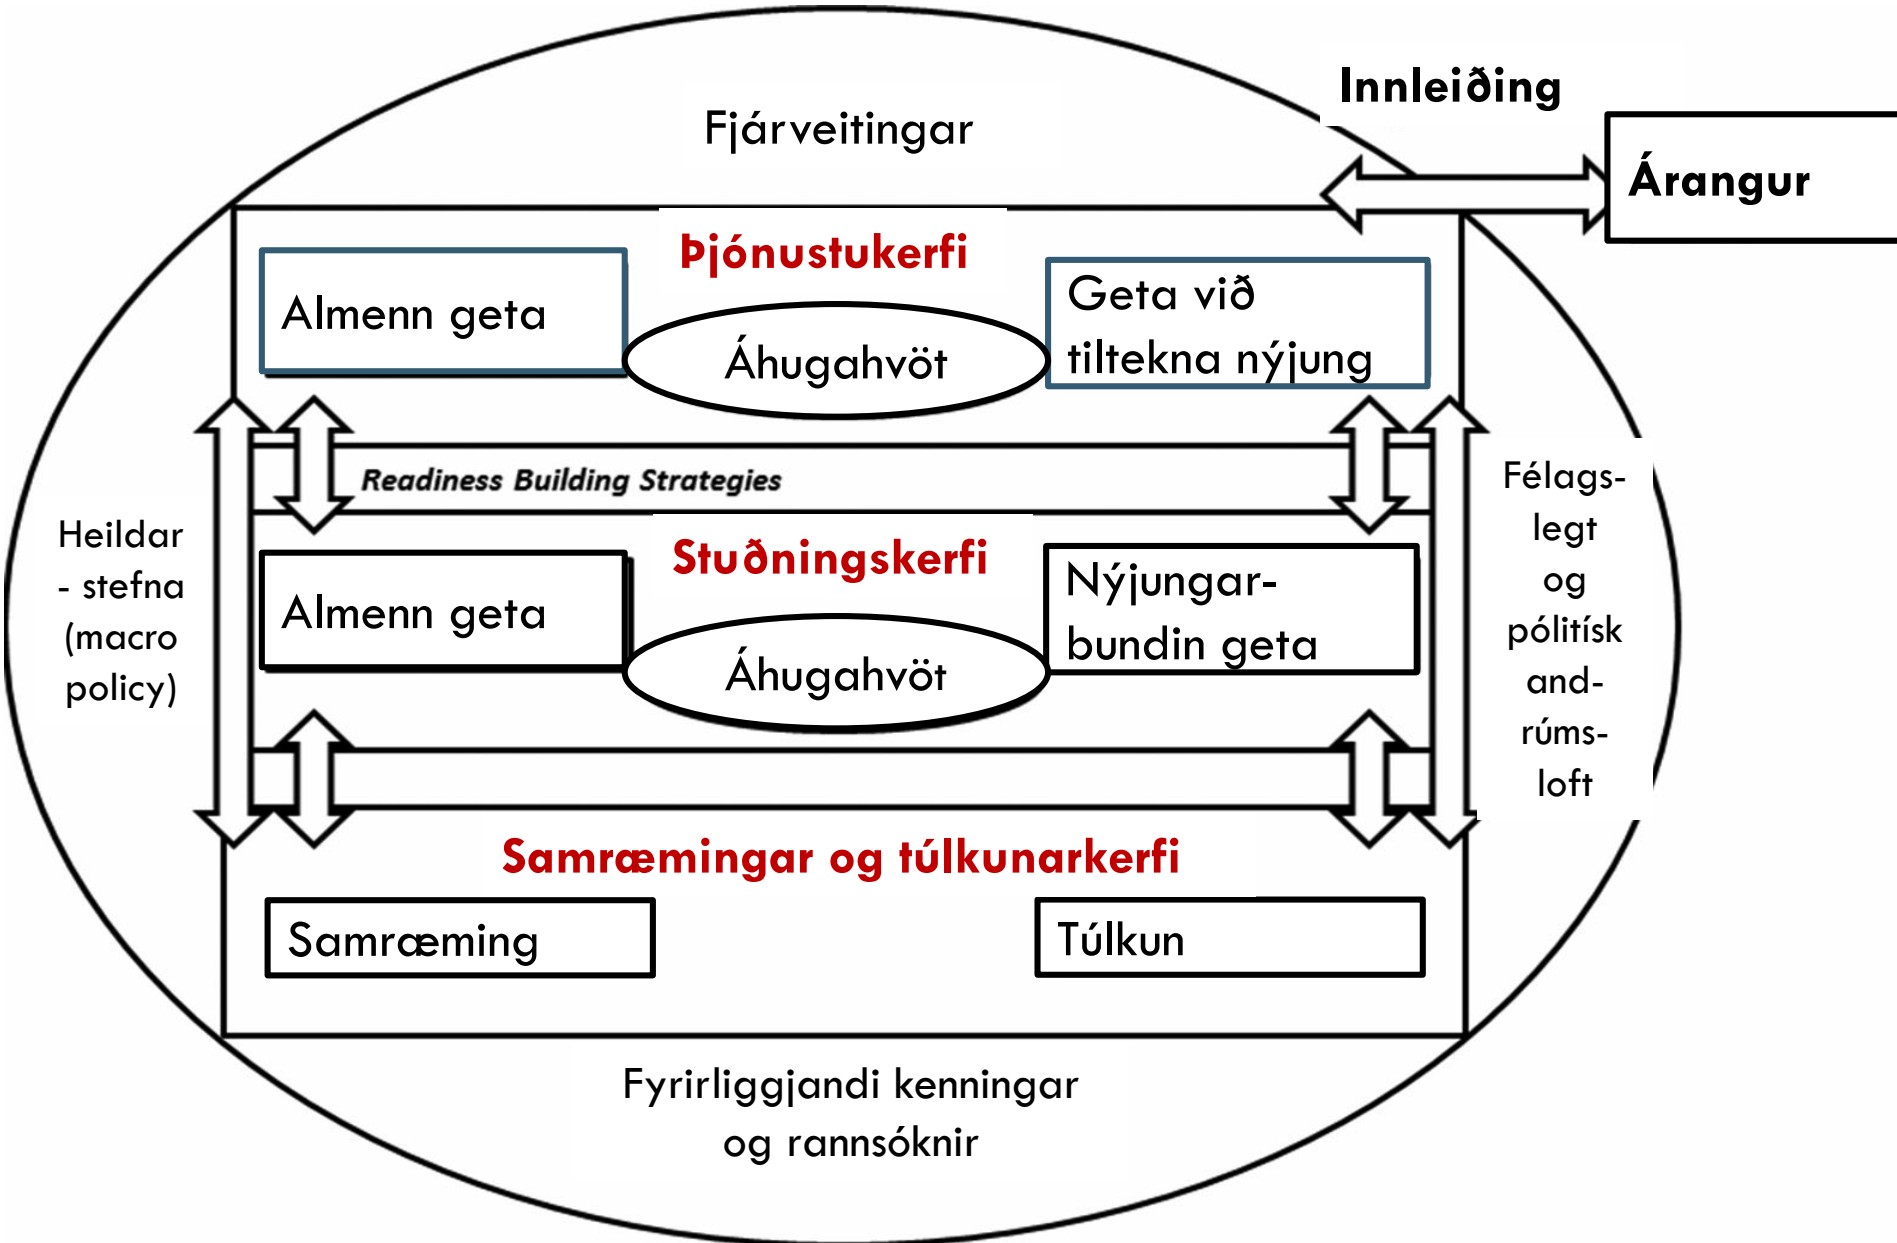 Innleiðing
Fjárveitingar
Árangur
Þjónustukerfi
Almenn geta
Áhugahvöt
Geta við
tiltekna nýjung
Readiness Building Strategies
Heildar
- stefna
(macro
policy)
Stuðningskerfi
Almenn geta
Áhugahvöt
Nýjungar-
bundin geta
Félags-
legt
og
pólitísk
and-
rúms-
loft
Samræmingar og túlkunarkerfi
Samræming
Túlkun
Fyrirliggjandi kenningar
og rannsóknir